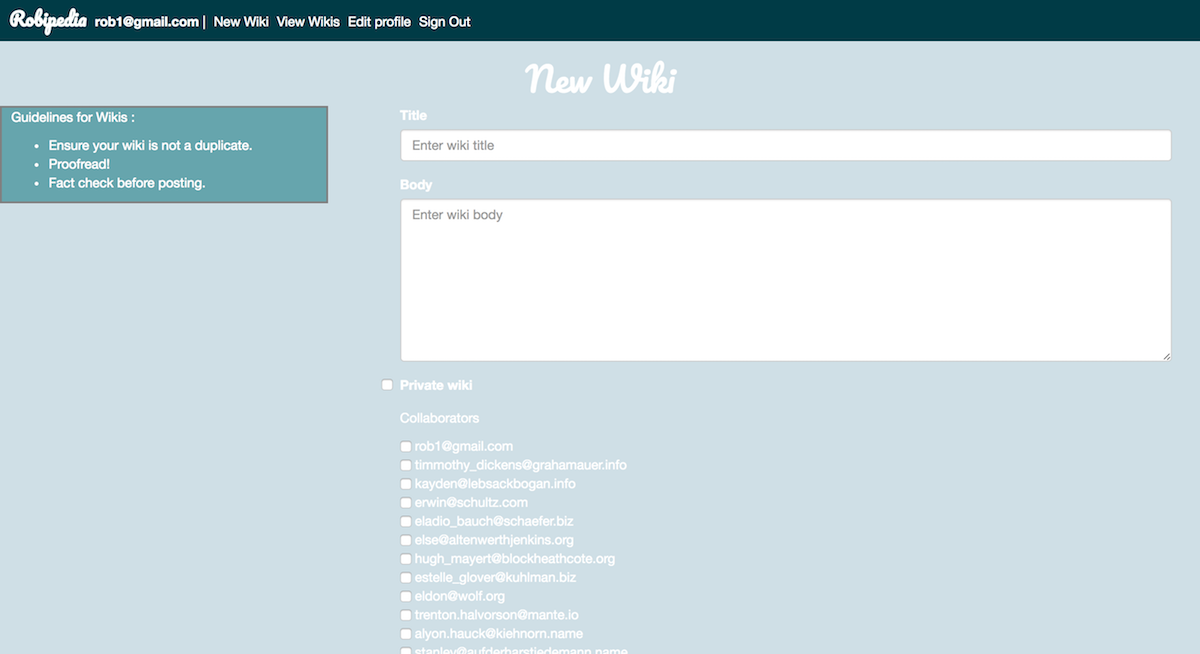 Robipedia rob1@gmail.com | New Wiki View Wikis Edit profile Sign Out
New Wiki
Guidelines for Wikis :
• Ensure your wiki is not a duplicate.
• Proofread!
• Fact check before posting.
Title
Enter wiki title
Body
Enter wiki body
Private wiki
Collaborators
rob1@gmail.com
timmothy_dickens@grahamauer.info
kayden@lebsackbogan.info
erwin@schultz.com
eladio_bauch@schaefer.biz
else@altenwerthjenkins.org
hugh_mayert@blockheathcote.org
estelle_glover@kuhlman.biz
eldon@wolf.org
trenton.halvorson@mante.io
alyon.hauck@kiehnorn.name